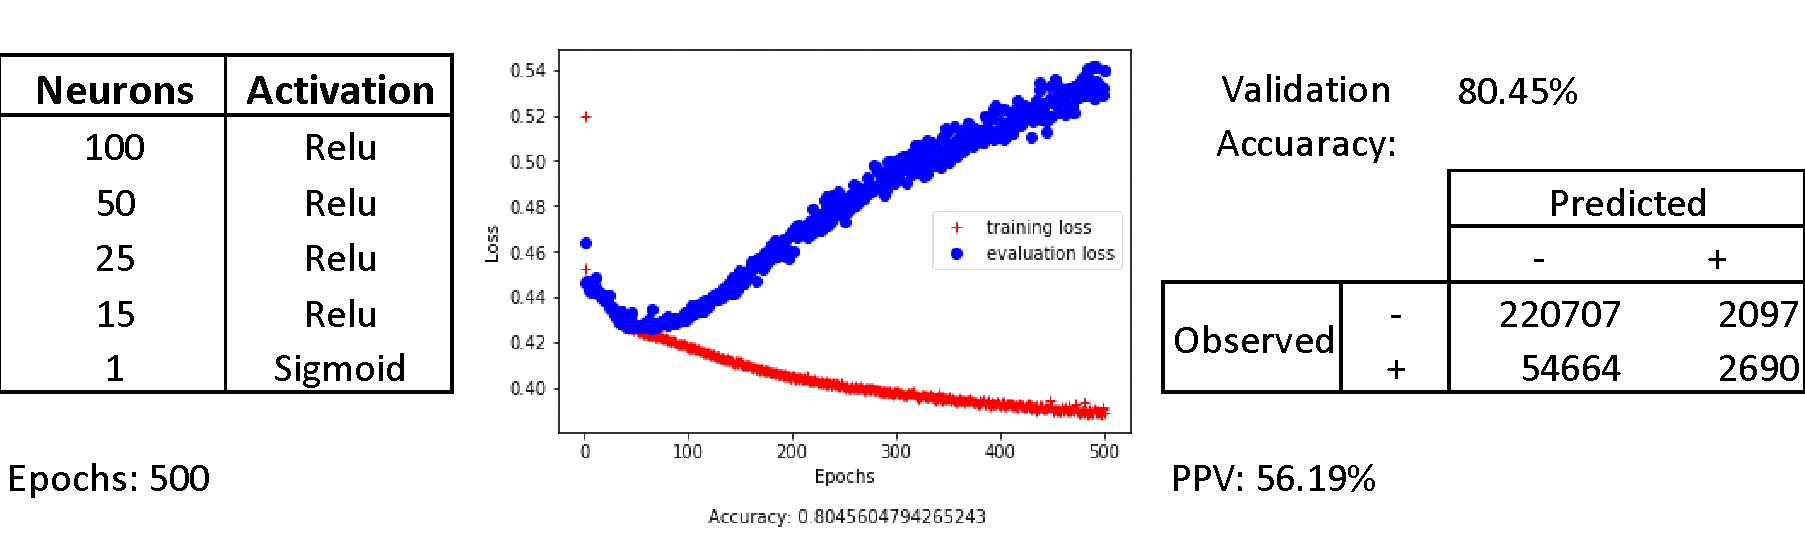 Neurons Activation
100 Relu
50 Relu
25 Relu
15 Relu
1 Sigmoid
Epochs: 500
0.54
0.52
0.50
0.48
0.46
0.44
0.42
0.40
Loss
training loss
evaluation loss
0 100 200 300 400 500
Epochs
Accuracy: 0.8045604794265243
Validation 80.45%
Accuaracy:
Predicted
- +
Observed
- 220707 2097
+ 54664 2690
PPV: 56.19%